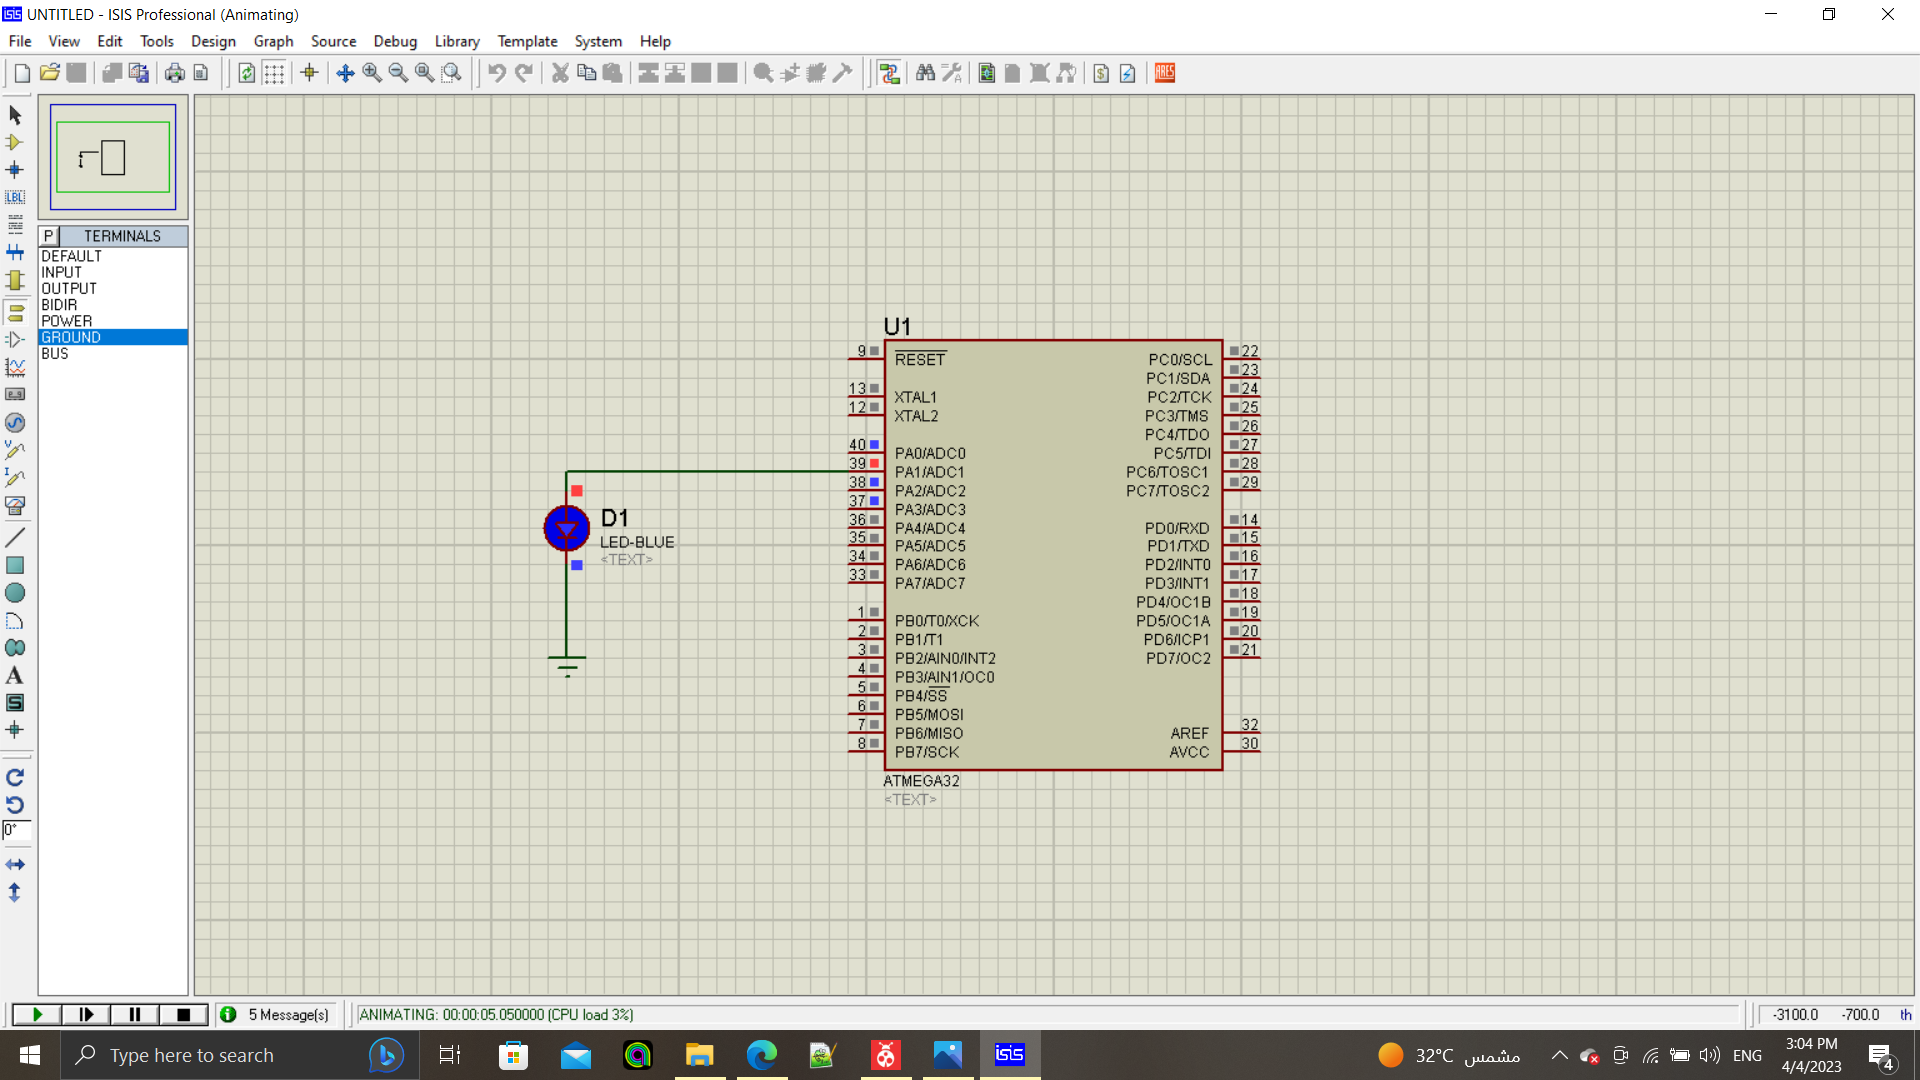 ISIS UNTITLED - ISIS Professional (Animating)
File View Edit Tools Design Graph Source Debug Library Template System Help
ARES
LBL
P TERMINALS
DEFAULT
INPUT
OUTPUT
BIDIR
POWER
GROUND
BUS
A
S
0°
U1
9 RESET
13 XTAL1
12 XTAL2
40 PA0/ADC0
39 PA1/ADC1
38 PA2/ADC2
37 PA3/ADC3
36 PA4/ADC4
35 PA5/ADC5
34 PA6/ADC6
33 PA7/ADC7
1 PB0/T0/XCK
2 PB1/T1
3 PB2/AIN0/INT2
4 PB3/AIN1/OC0
5 PB4/SS
6 PB5/MOSI
7 PB6/MISO
8 PB7/SCK
PC0/SCL 22
PC1/SDA 23
PC2/TCK 24
PC3/TMS 25
PC4/TDO 26
PC5/TDI 27
PC6/TOSC1 28
PC7/TOSC2 29
PD0/RXD 14
PD1/TXD 15
PD2/INT0 16
PD3/INT1 17
PD4/OC1B 18
PD5/OC1A 19
PD6/ICP1 20
PD7/OC2 21
AREF 32
AVCC 30
ATMEGA32
<TEXT>
D1
LED-BLUE
<TEXT>
5 Message(s)
ANIMATING: 00:00:05.050000 (CPU load 3%)
-3100.0 -700.0 th
Type here to search
isis
32°C مشمس
ENG
3:04 PM
4/4/2023
4